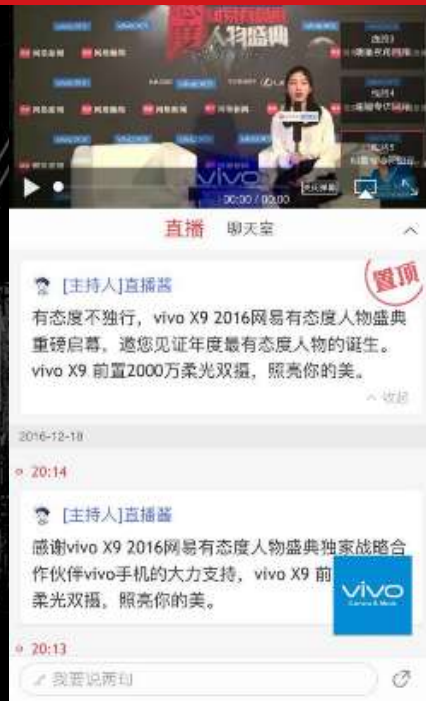 人物盛典
vivo
00:00 / 00:00
直播 聊天室
置顶
[主持人]直播酱
有态度不独行，vivo X9 2016网易有态度人物盛典
重磅启幕，邀您见证年度最有态度人物的诞生。
vivo X9 前置2000万柔光双摄，照亮你的美。
收起
2016-12-18
20:14
[主持人]直播酱
感谢vivo X9 2016网易有态度人物盛典独家战略合
作伙伴vivo手机的大力支持，vivo X9 前
柔光双摄，照亮你的美。
vivo
Camera & Music
20:13
我要说两句